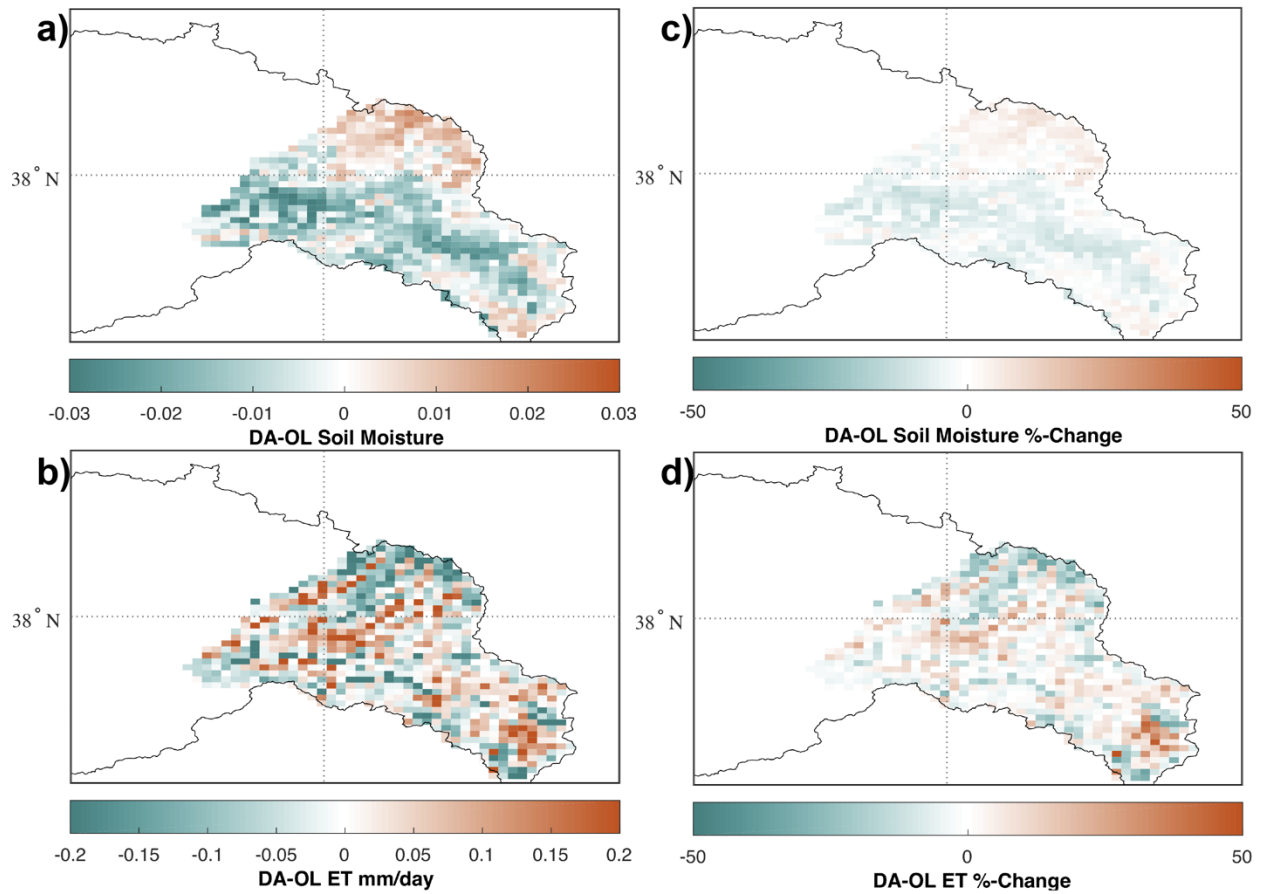 a)
38° N
-0.03 -0.02 -0.01 0 0.01 0.02 0.03
DA-OL Soil Moisture
c)
38° N
-50 0 50
DA-OL Soil Moisture %-Change
b)
38° N
-0.2 -0.15 -0.1 -0.05 0 0.05 0.1 0.15 0.2
DA-OL ET mm/day
d)
38° N
-50 0 50
DA-OL ET %-Change